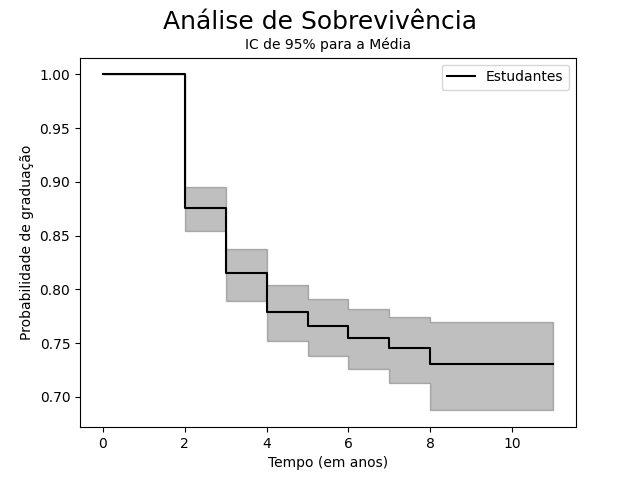 Análise de Sobrevivência
IC de 95% para a Média
Estudantes
Probabilidade de graduação
1.00
0.95
0.90
0.85
0.80
0.75
0.70
0 2 4 6 8 10
Tempo (em anos)